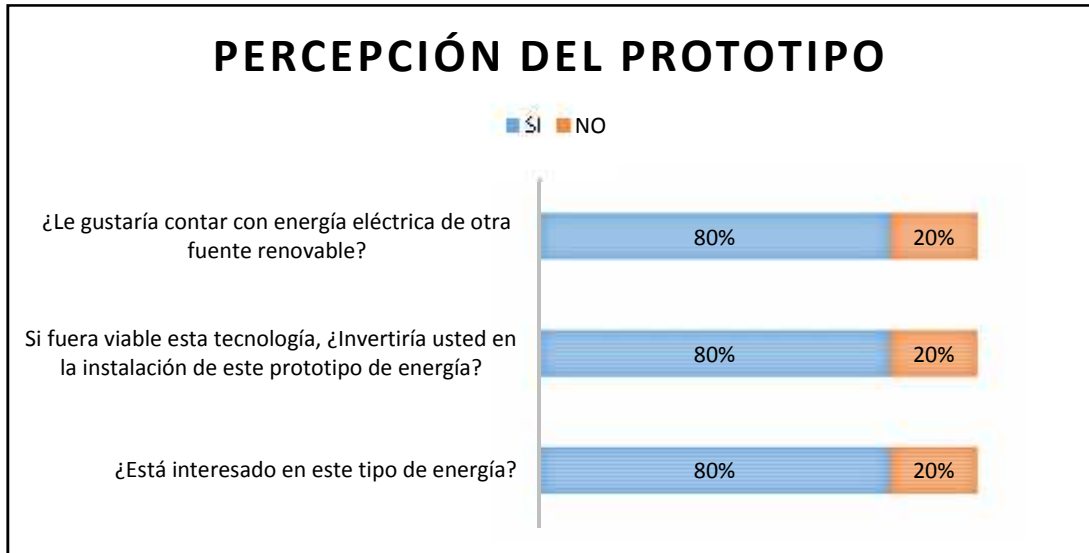 PERCEPCIÓN DEL PROTOTIPO
SI NO
¿Le gustaría contar con energía eléctrica de otra
fuente renovable?
80% 20%
Si fuera viable esta tecnología, ¿Invertiría usted en
la instalación de este prototipo de energía?
80% 20%
¿Está interesado en este tipo de energía?
80% 20%